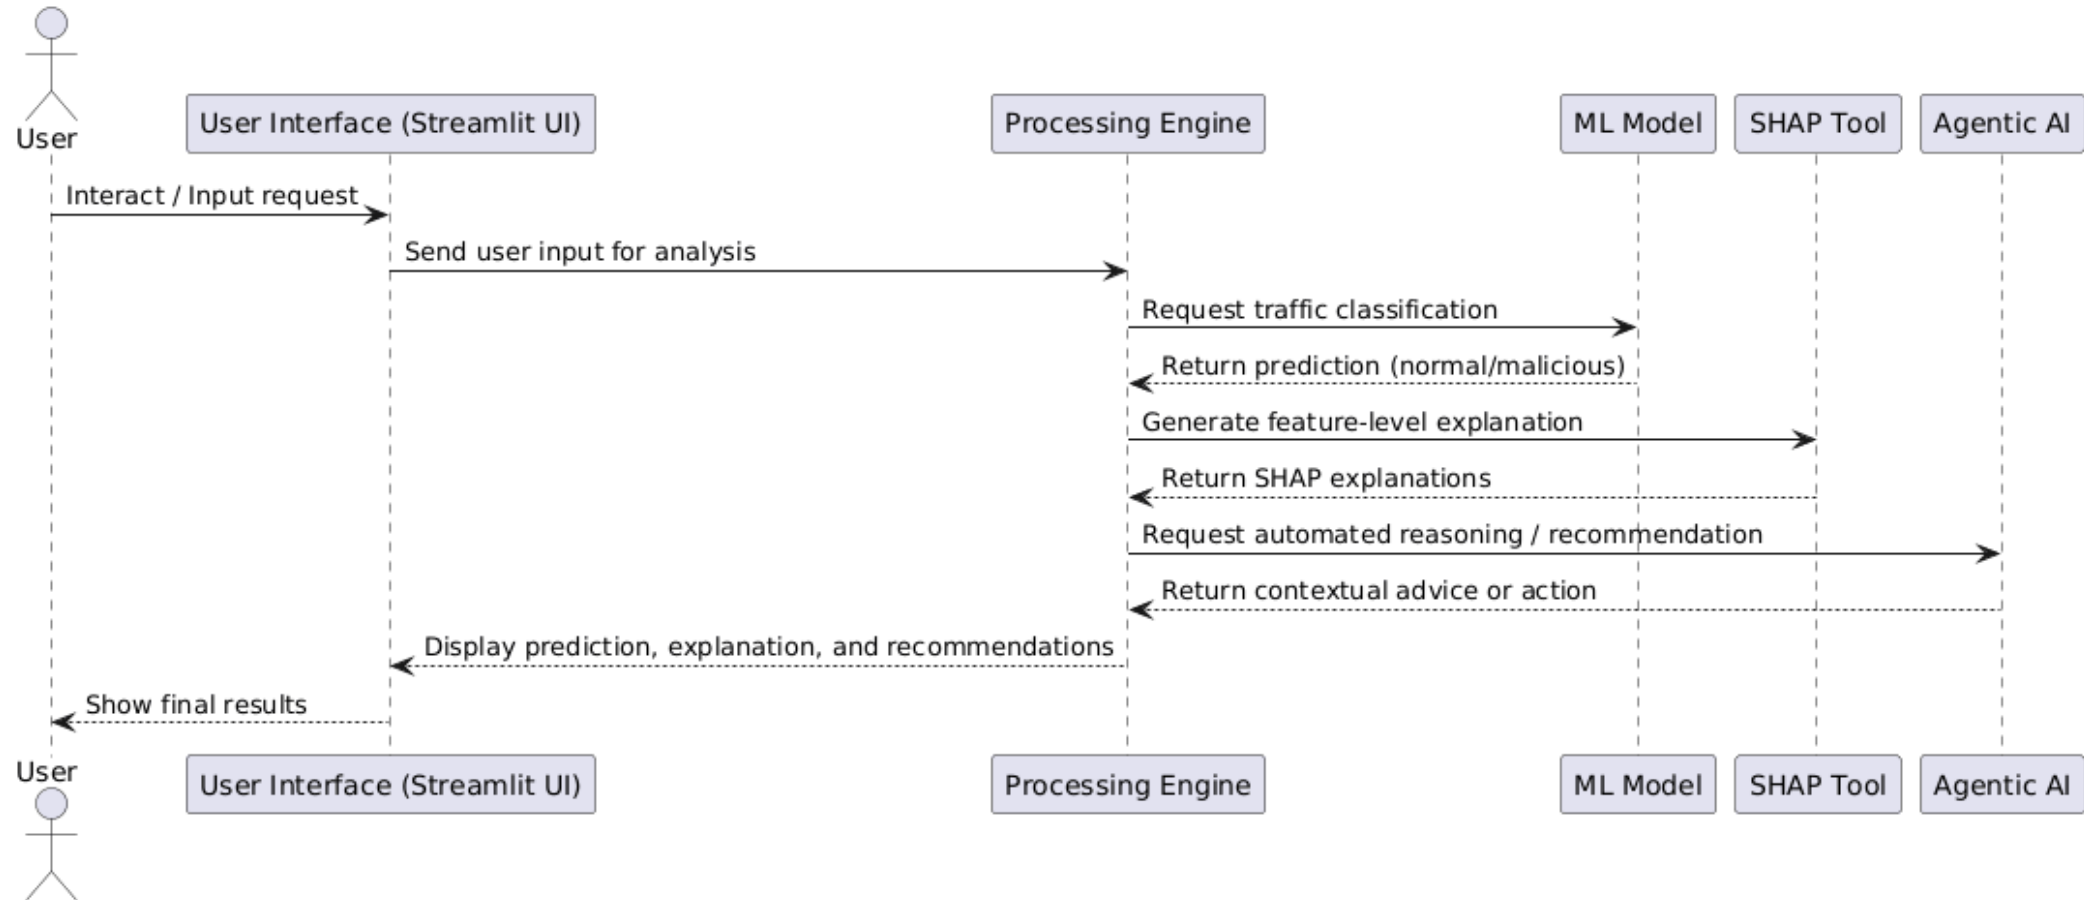 User
User Interface (Streamlit UI)
Processing Engine
ML Model
SHAP Tool
Agentic AI
Interact / Input request
Send user input for analysis
Request traffic classification
Return prediction (normal/malicious)
Generate feature-level explanation
Return SHAP explanations
Request automated reasoning / recommendation
Return contextual advice or action
Display prediction, explanation, and recommendations
Show final results
User
User Interface (Streamlit UI)
Processing Engine
ML Model
SHAP Tool
Agentic AI